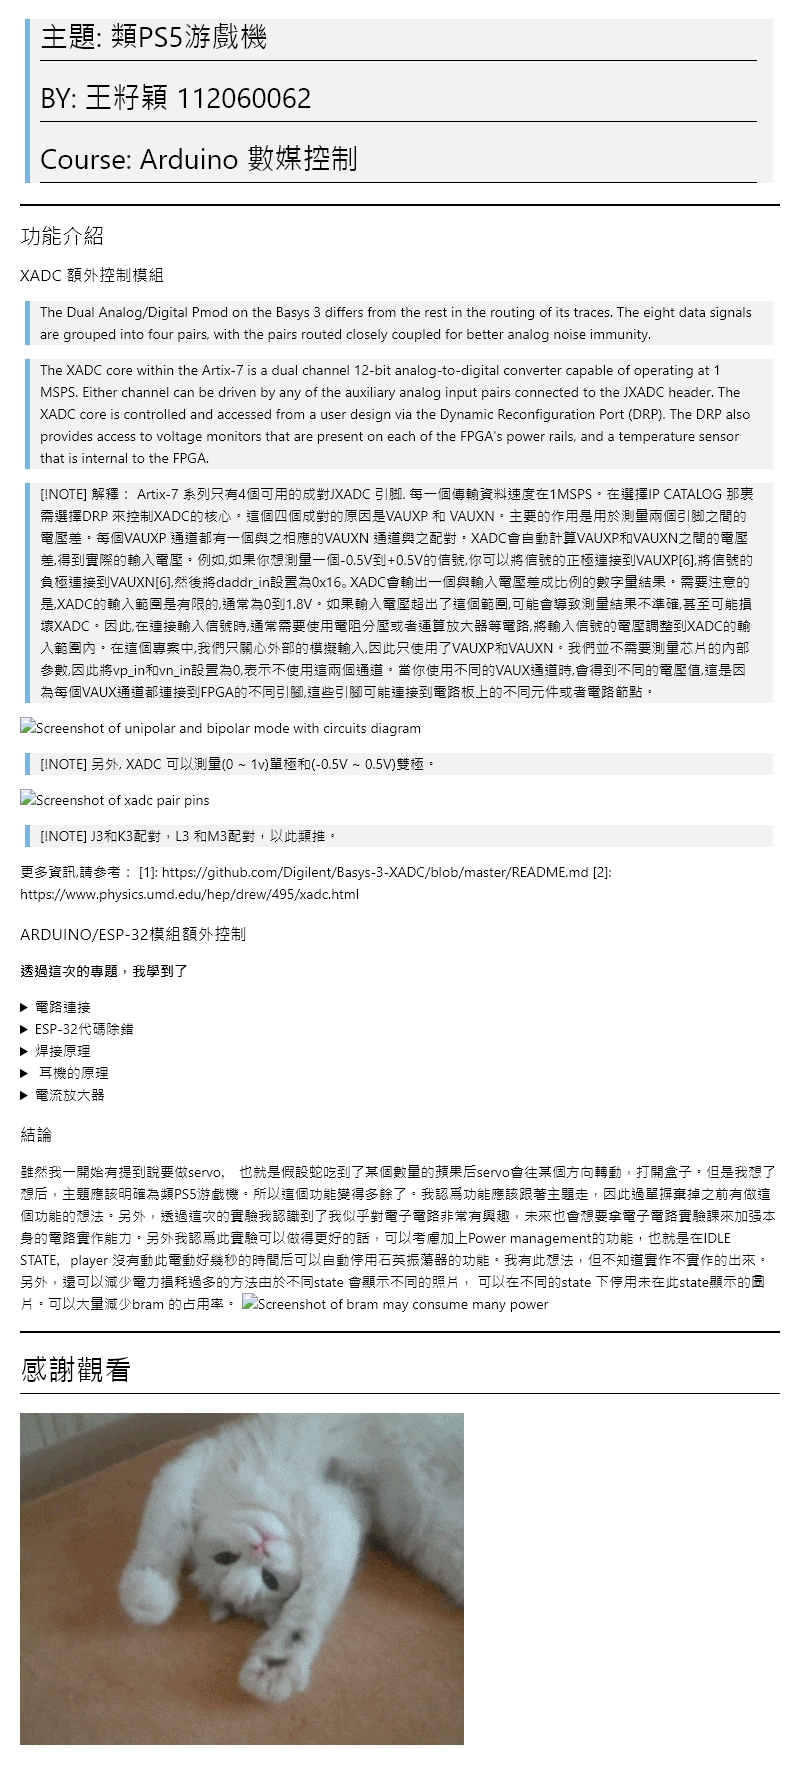 主題: 類PS5游戲機
BY: 王籽穎 112060062
Course: Arduino 數媒控制
功能介紹
XADC 額外控制模組
The Dual Analog/Digital Pmod on the Basys 3 differs from the rest in the routing of its traces. The eight data signals
are grouped into four pairs, with the pairs routed closely coupled for better analog noise immunity.
The XADC core within the Artix-7 is a dual channel 12-bit analog-to-digital converter capable of operating at 1
MSPS. Either channel can be driven by any of the auxiliary analog input pairs connected to the JXADC header. The
XADC core is controlled and accessed from a user design via the Dynamic Reconfiguration Port (DRP). The DRP also
provides access to voltage monitors that are present on each of the FPGA's power rails, and a temperature sensor
that is internal to the FPGA.
[!NOTE] 解釋： Artix-7 系列只有4個可用的成對JXADC 引脚. 每一個傳輸資料速度在1MSPS。在選擇IP CATALOG 那裏
需選擇DRP 來控制XADC的核心。這個四個成對的原因是VAUXP 和 VAUXN。主要的作用是用於測量兩個引脚之間的
電壓差。每個VAUXP 通道都有一個與之相應的VAUXN 通道與之配對。XADC會自動計算VAUXP和VAUXN之間的電壓
差,得到實際的輸入電壓。例如,如果你想測量一個-0.5V到+0.5V的信號,你可以將信號的正極連接到VAUXP[6],將信號的
負極連接到VAUXN[6],然後將daddr_in設置為0x16。XADC會輸出一個與輸入電壓差成比例的數字量結果。需要注意的
是,XADC的輸入範圍是有限的,通常為0到1.8V。如果輸入電壓超出了這個範圍,可能會導致測量結果不準確,甚至可能損
壞XADC。因此,在連接輸入信號時,通常需要使用電阻分壓或者運算放大器等電路,將輸入信號的電壓調整到XADC的輸
入範圍內。在這個專案中,我們只關心外部的模擬輸入,因此只使用了VAUXP和VAUXN。我們並不需要測量芯片的內部
參數,因此將vp_in和vn_in設置為0,表示不使用這兩個通道。當你使用不同的VAUX通道時,會得到不同的電壓值,這是因
為每個VAUX通道都連接到FPGA的不同引腳,這些引腳可能連接到電路板上的不同元件或者電路節點。
Screenshot of unipolar and bipolar mode with circuits diagram
[!NOTE] 另外, XADC 可以測量(0 ~ 1v)單極和(-0.5V ~ 0.5V)雙極。
Screenshot of xadc pair pins
[!NOTE] J3和K3配對，L3 和M3配對，以此類推。
更多資訊,請參考： [1]: https://github.com/Digilent/Basys-3-XADC/blob/master/README.md [2]:
https://www.physics.umd.edu/hep/drew/495/xadc.html
ARDUINO/ESP-32模組額外控制
透過這次的專題，我學到了
▶ 電路連接
▶ ESP-32代碼除錯
▶ 焊接原理
▶ 耳機的原理
▶ 電流放大器
結論
雖然我一開始有提到說要做servo， 也就是假設蛇吃到了某個數量的蘋果后servo會往某個方向轉動，打開盒子。但是我想了
想后，主題應該明確為類PS5游戲機。所以這個功能變得多餘了。我認爲功能應該跟著主題走，因此過單摒棄掉之前有做這
個功能的想法。另外，透過這次的實驗我認識到了我似乎對電子電路非常有興趣，未來也會想要拿電子電路實驗課來加强本
身的電路實作能力。另外我認爲此實驗可以做得更好的話，可以考慮加上Power management的功能，也就是在IDLE
STATE，player 沒有動此電動好幾秒的時間后可以自動停用石英振蕩器的功能。我有此想法，但不知道實作不實作的出來。
另外，還可以減少電力損耗過多的方法由於不同state 會顯示不同的照片， 可以在不同的state 下停用未在此state顯示的圖
片。可以大量減少bram 的占用率。 Screenshot of bram may consume many power
感謝觀看